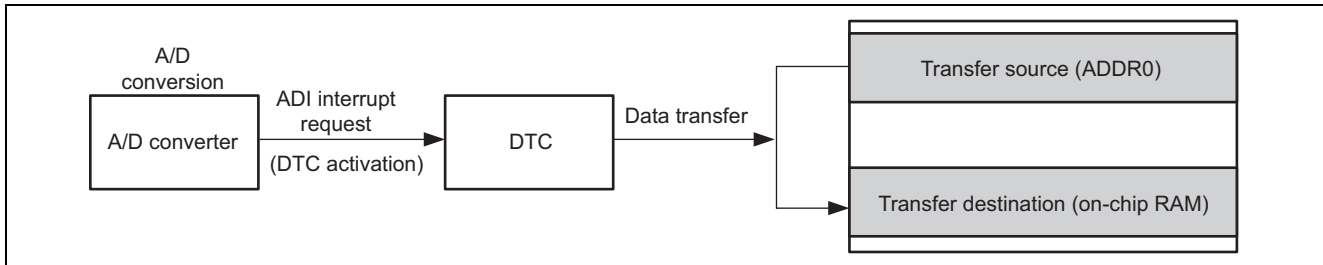 A/D
conversion
A/D converter
ADI interrupt
request
(DTC activation)
DTC
Data transfer
Transfer source (ADDR0)
Transfer destination (on-chip RAM)